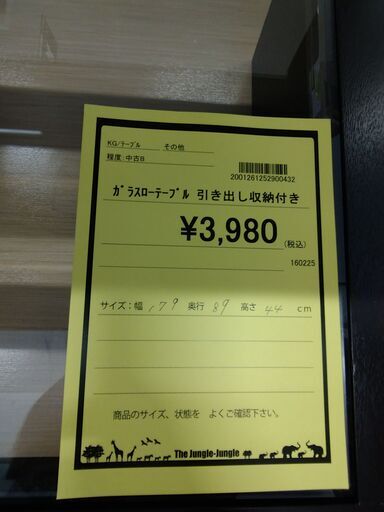 KG/テーブル その他
程度:中古B
2001261252900432
ガラスローテーブル 引き出し収納付き
¥3,980(税込)
160225
サイズ:幅 79 奥行 89 高さ 44 cm
商品のサイズ、状態を よくご確認下さい。
The Jungle-Jungle